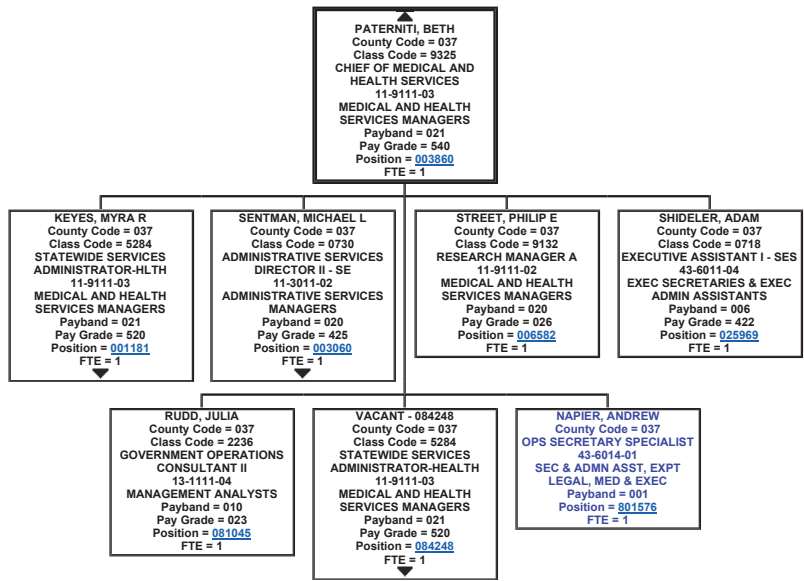 PATERNITI, BETH
County Code = 037
Class Code = 9325
CHIEF OF MEDICAL AND
HEALTH SERVICES
11-9111-03
MEDICAL AND HEALTH
SERVICES MANAGERS
Payband = 021
Pay Grade = 540
Position = 003860
FTE = 1
KEYES, MYRA R
County Code = 037
Class Code = 5284
STATEWIDE SERVICES
ADMINISTRATOR-HLTH
11-9111-03
MEDICAL AND HEALTH
SERVICES MANAGERS
Payband = 021
Pay Grade = 520
Position = 001181
FTE = 1
SENTMAN, MICHAEL L
County Code = 037
Class Code = 0730
ADMINISTRATIVE SERVICES
DIRECTOR II - SE
11-3011-02
ADMINISTRATIVE SERVICES
MANAGERS
Payband = 020
Pay Grade = 425
Position = 003060
FTE = 1
STREET, PHILIP E
County Code = 037
Class Code = 9132
RESEARCH MANAGER A
11-9111-02
MEDICAL AND HEALTH
SERVICES MANAGERS
Payband = 020
Pay Grade = 026
Position = 006582
FTE = 1
SHIDELER, ADAM
County Code = 037
Class Code = 0718
EXECUTIVE ASSISTANT I - SES
43-6011-04
EXEC SECRETARIES & EXEC
ADMIN ASSISTANTS
Payband = 006
Pay Grade = 422
Position = 025969
FTE = 1
RUDD, JULIA
County Code = 037
Class Code = 2236
GOVERNMENT OPERATIONS
CONSULTANT II
13-1111-04
MANAGEMENT ANALYSTS
Payband = 010
Pay Grade = 023
Position = 081045
FTE = 1
VACANT - 084248
County Code = 037
Class Code = 5284
STATEWIDE SERVICES
ADMINISTRATOR-HEALTH
11-9111-03
MEDICAL AND HEALTH
SERVICES MANAGERS
Payband = 021
Pay Grade = 520
Position = 084248
FTE = 1
NAPIER, ANDREW
County Code = 037
OPS SECRETARY SPECIALIST
43-6014-01
SEC & ADMN ASST, EXPT
LEGAL, MED & EXEC
Payband = 001
Position = 801576
FTE = 1